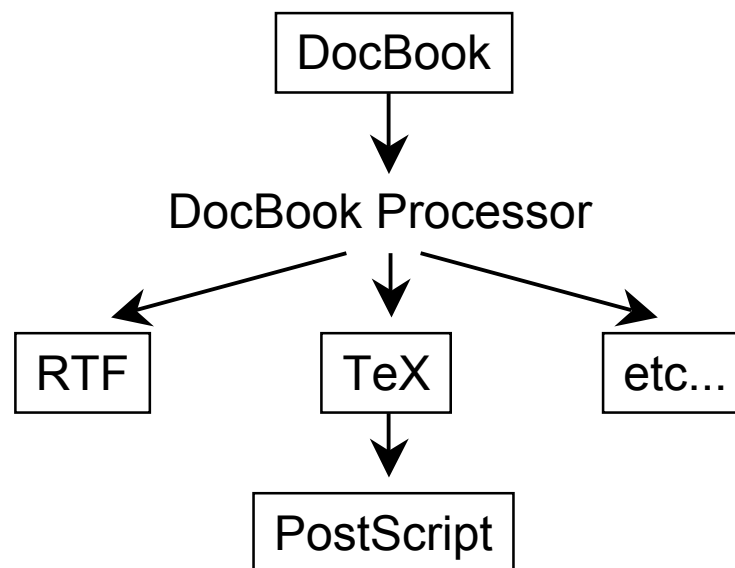 DocBook
DocBook Processor
RTF
TeX
etc...
PostScript